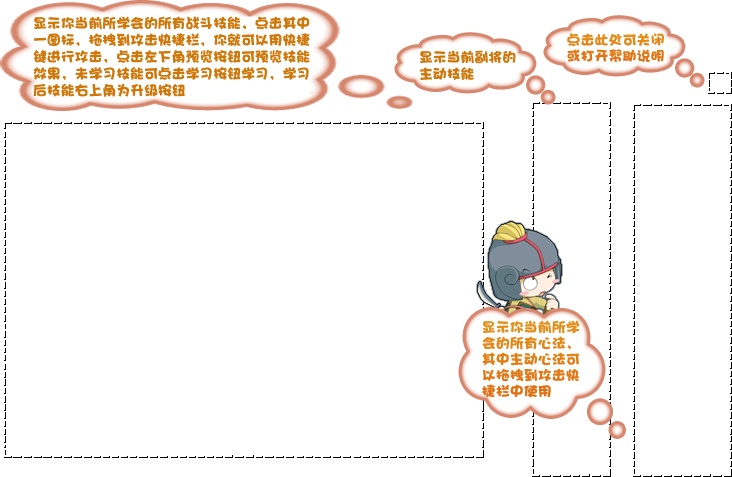 显示你当前所学会的所有战斗技能，点击其中
一图标，拖拽到攻击快捷栏，你就可以用快捷
键进行攻击，点击左下角预览按钮可预览技能
效果，未学习技能可点击学习按钮学习，学习
后技能右上角为升级按钮
显示当前副将的
主动技能
点击此处可关闭
或打开帮助说明
显示你当前所学
会的所有心法，
其中主动心法可
以拖拽到攻击快
捷栏中使用